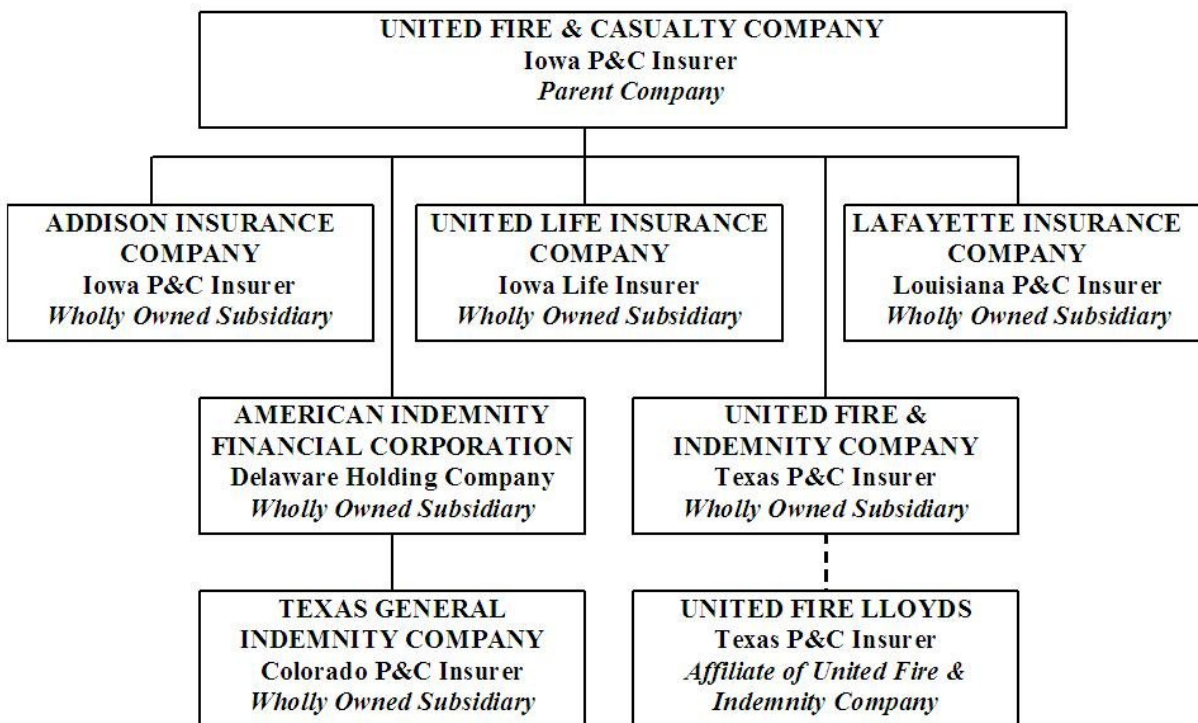 UNITED FIRE & CASUALTY COMPANY
Iowa P&C Insurer
Parent Company
ADDISON INSURANCE
COMPANY
Iowa P&C Insurer
Wholly Owned Subsidiary
UNITED LIFE INSURANCE
COMPANY
Iowa Life Insurer
Wholly Owned Subsidiary
LAFAYETTE INSURANCE
COMPANY
Louisiana P&C Insurer
Wholly Owned Subsidiary
AMERICAN INDEMNITY
FINANCIAL CORPORATION
Delaware Holding Company
Wholly Owned Subsidiary
UNITED FIRE &
INDEMNITY COMPANY
Texas P&C Insurer
Wholly Owned Subsidiary
TEXAS GENERAL
INDEMNITY COMPANY
Colorado P&C Insurer
Wholly Owned Subsidiary
UNITED FIRE LLOYDS
Texas P&C Insurer
Affiliate of United Fire &
Indemnity Company